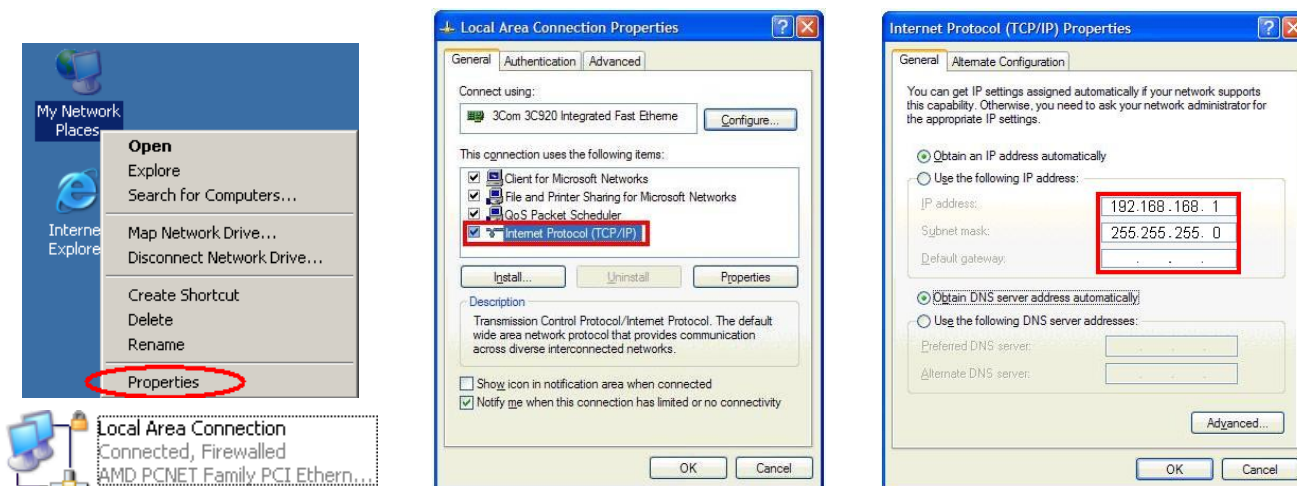 My Network
Places
Open
Explore
Search for Computers...
Interne
Explore
Map Network Drive...
Disconnect Network Drive...
Create Shortcut
Delete
Rename
Properties
Local Area Connection
Connected, Firewalled
AMD PCNET Family PCI Ethern...
Local Area Connection Properties
General
Authentication
Advanced
Connect using:
3Com 3C920 Integrated Fast Etherne
Configure...
This connection uses the following items:
Client for Microsoft Networks
File and Printer Sharing for Microsoft Networks
QoS Packet Scheduler
Internet Protocol (TCP/IP)
Install...
Uninstall
Properties
Description
Transmission Control Protocol/Internet Protocol. The default
wide area network protocol that provides communication
across diverse interconnected networks.
Show icon in notification area when connected
Notify me when this connection has limited or no connectivity
OK
Cancel
Internet Protocol (TCP/IP) Properties
General
Alternate Configuration
You can get IP settings assigned automatically if your network supports
this capability. Otherwise, you need to ask your network administrator for
the appropriate IP settings.
Obtain an IP address automatically
Use the following IP address:
IP address: 192.168.168. 1
Subnet mask: 255.255.255. 0
Default gateway: . . .
Obtain DNS server address automatically
Use the following DNS server addresses:
Preferred DNS server: . . .
Alternate DNS server: . . .
Advanced...
OK
Cancel